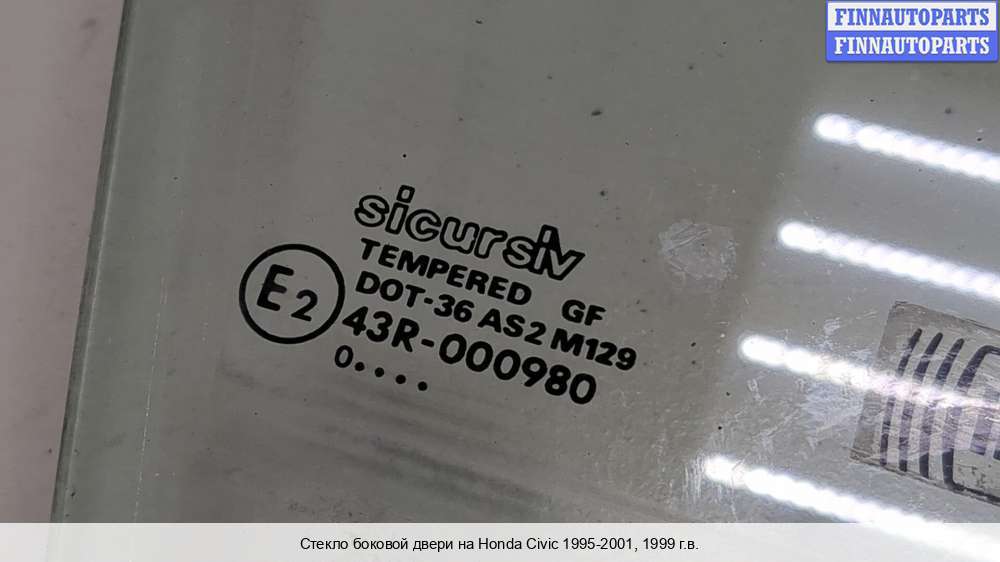 FINNAUTOPARTS
FINNAUTOPARTS
sicursiv
TEMPERED GF
DOT-36 AS2 M129
E2
43R-000980
0....
Стекло боковой двери на Honda Civic 1995-2001, 1999 г.в.